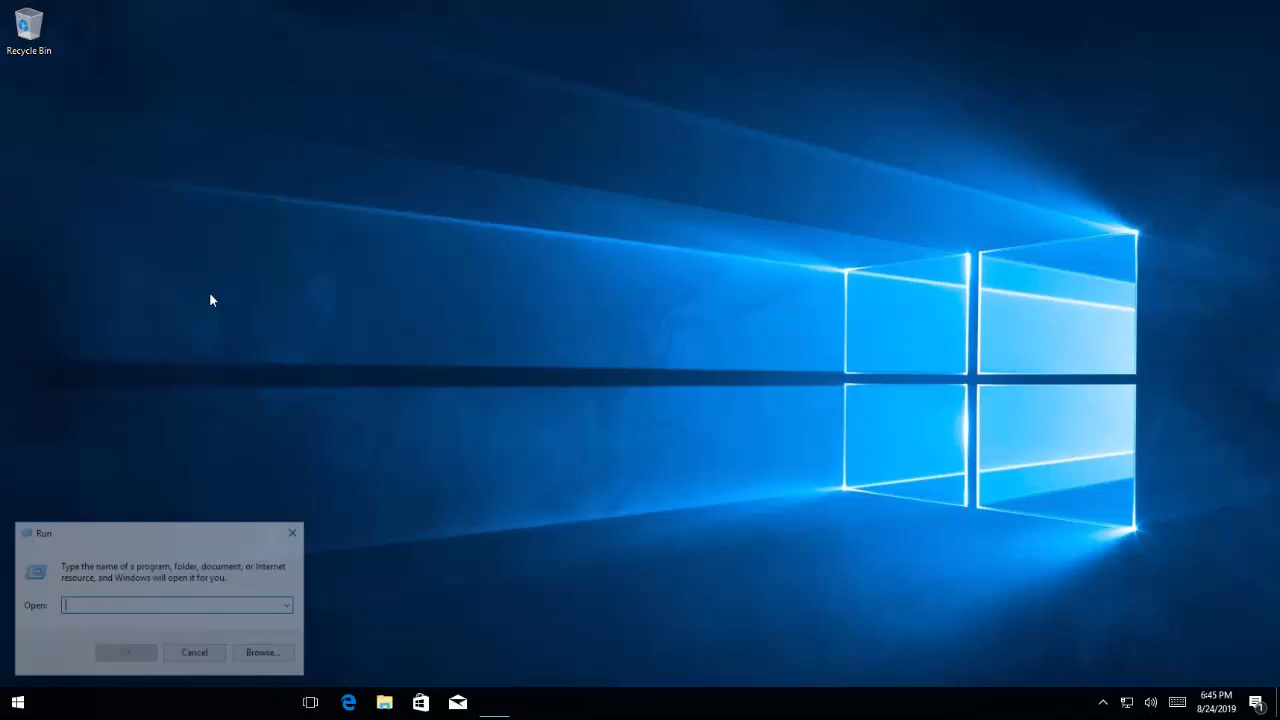 Recycle Bin
Run
Type the name of a program, folder, document, or Internet
resource, and Windows will open it for you.
Open:
OK
Cancel
Browse...
6:45 PM
8/24/2019
1